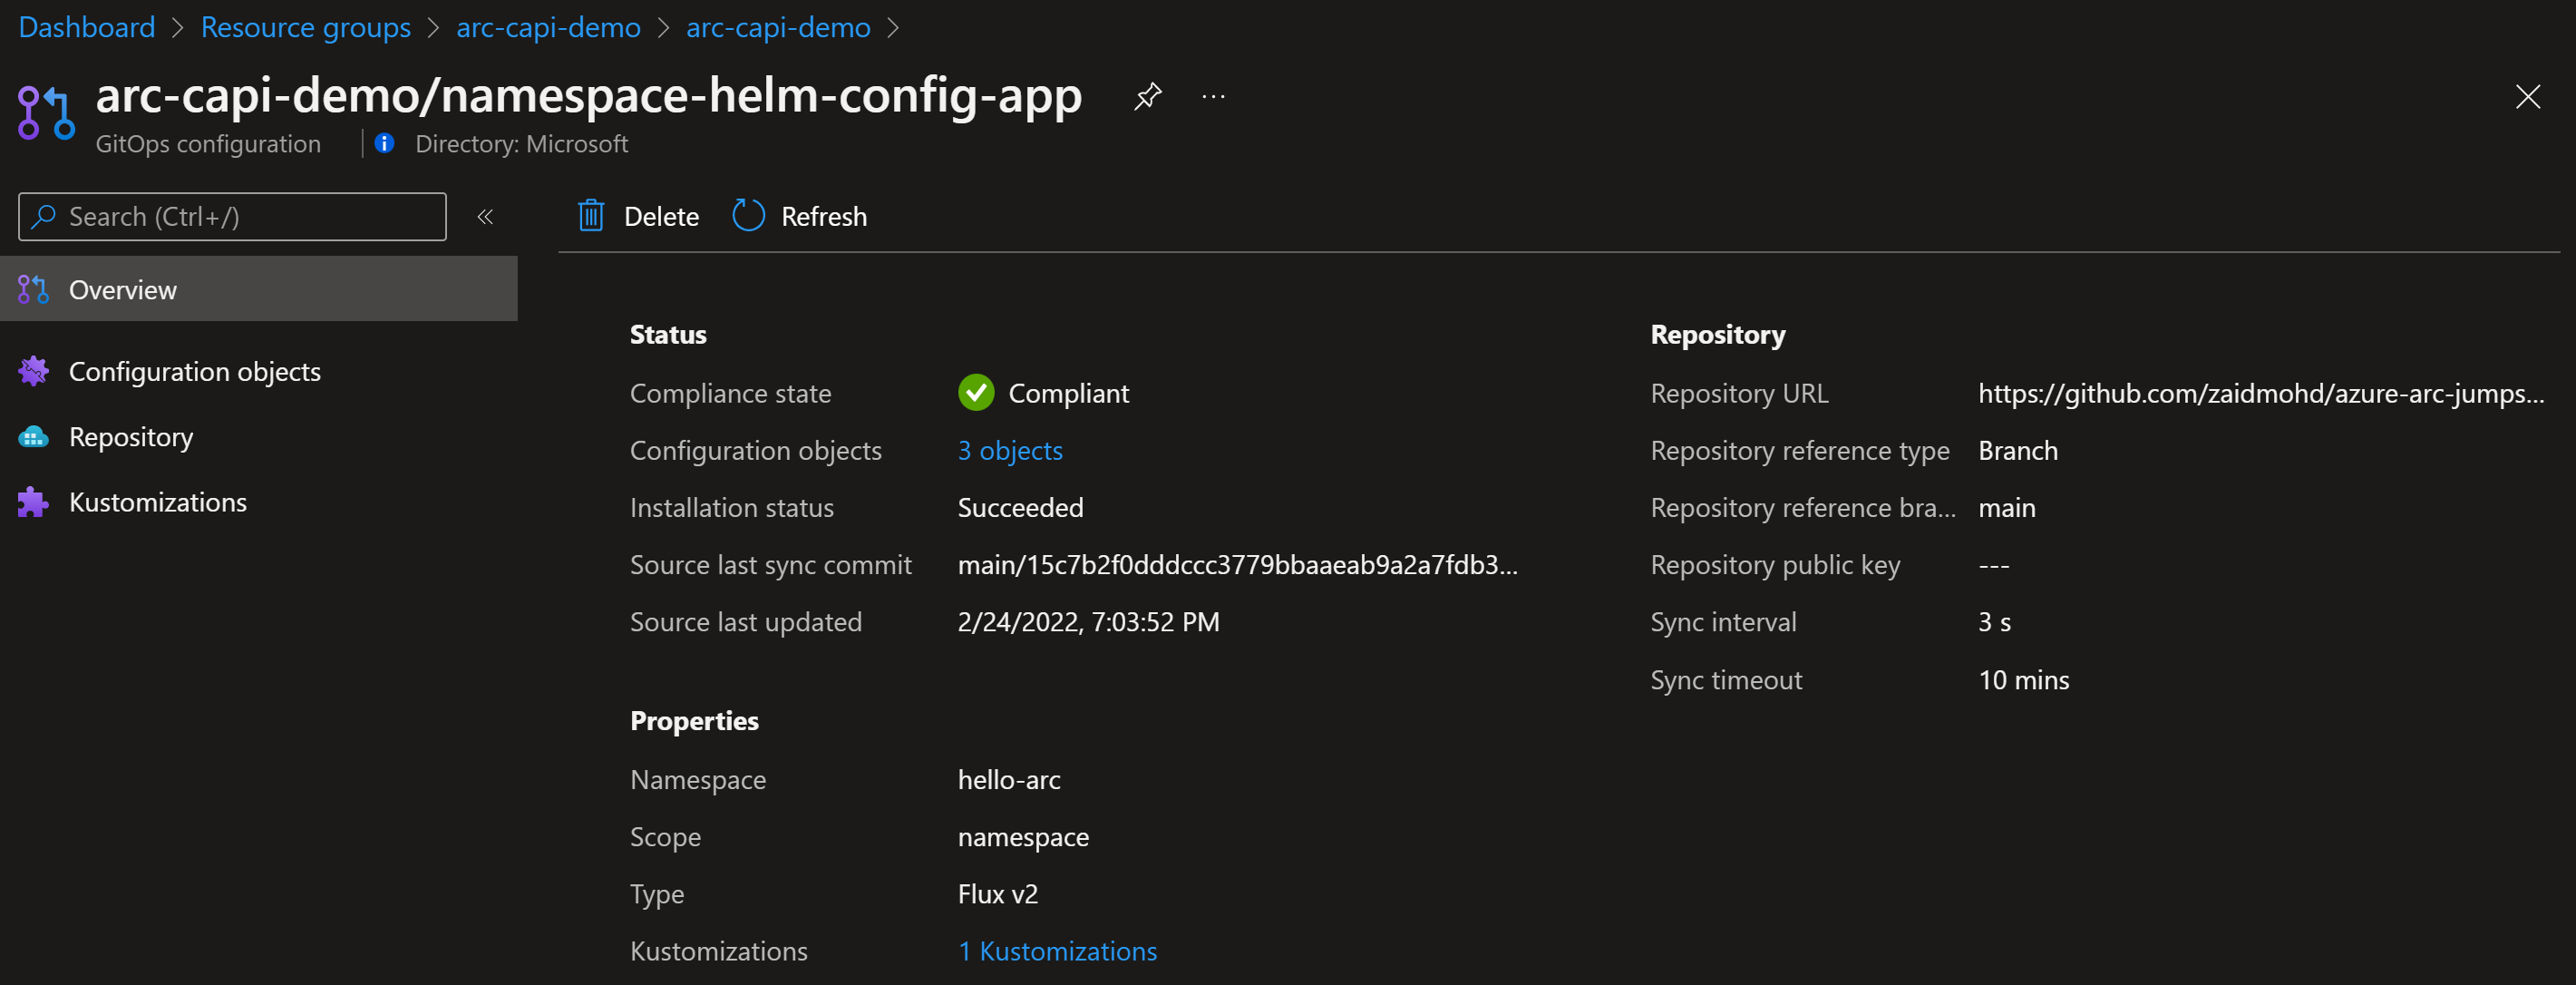 Dashboard > Resource groups > arc-capi-demo > arc-capi-demo >
arc-capi-demo/namespace-helm-config-app
GitOps configuration | Directory: Microsoft
Search (Ctrl+/)
«
Delete Refresh
Overview
Configuration objects
Repository
Kustomizations
Status
Compliance state Compliant
Configuration objects 3 objects
Installation status Succeeded
Source last sync commit main/15c7b2f0dddccc3779bbaaeab9a2a7fdb3...
Source last updated 2/24/2022, 7:03:52 PM
Properties
Namespace hello-arc
Scope namespace
Type Flux v2
Kustomizations 1 Kustomizations
Repository
Repository URL https://github.com/zaidmohd/azure-arc-jumps...
Repository reference type Branch
Repository reference bra... main
Repository public key ---
Sync interval 3 s
Sync timeout 10 mins